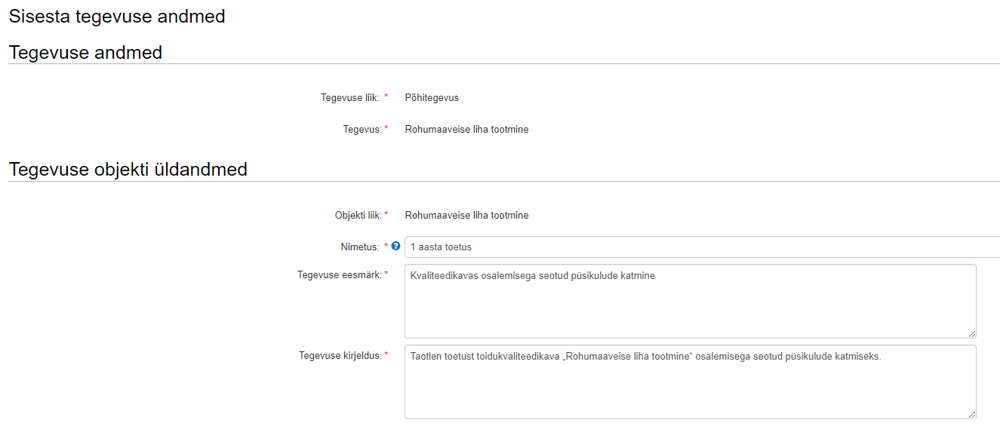 Sisesta tegevuse andmed
Tegevuse andmed
Tegevuse liik: * Põhitegevus
Tegevus: * Rohumaaveise liha tootmine
Tegevuse objekti üldandmed
Objekti liik: * Rohumaaveise liha tootmine
Nimetus: * ? 1 aasta toetus
Tegevuse eesmärk: * Kvaliteedikavas osalemisega seotud püsikulude katmine
Tegevuse kirjeldus: * Taotlen toetust toidukvaliteedikava „Rohumaaveise liha tootmine“ osalemisega seotud püsikulude katmiseks.